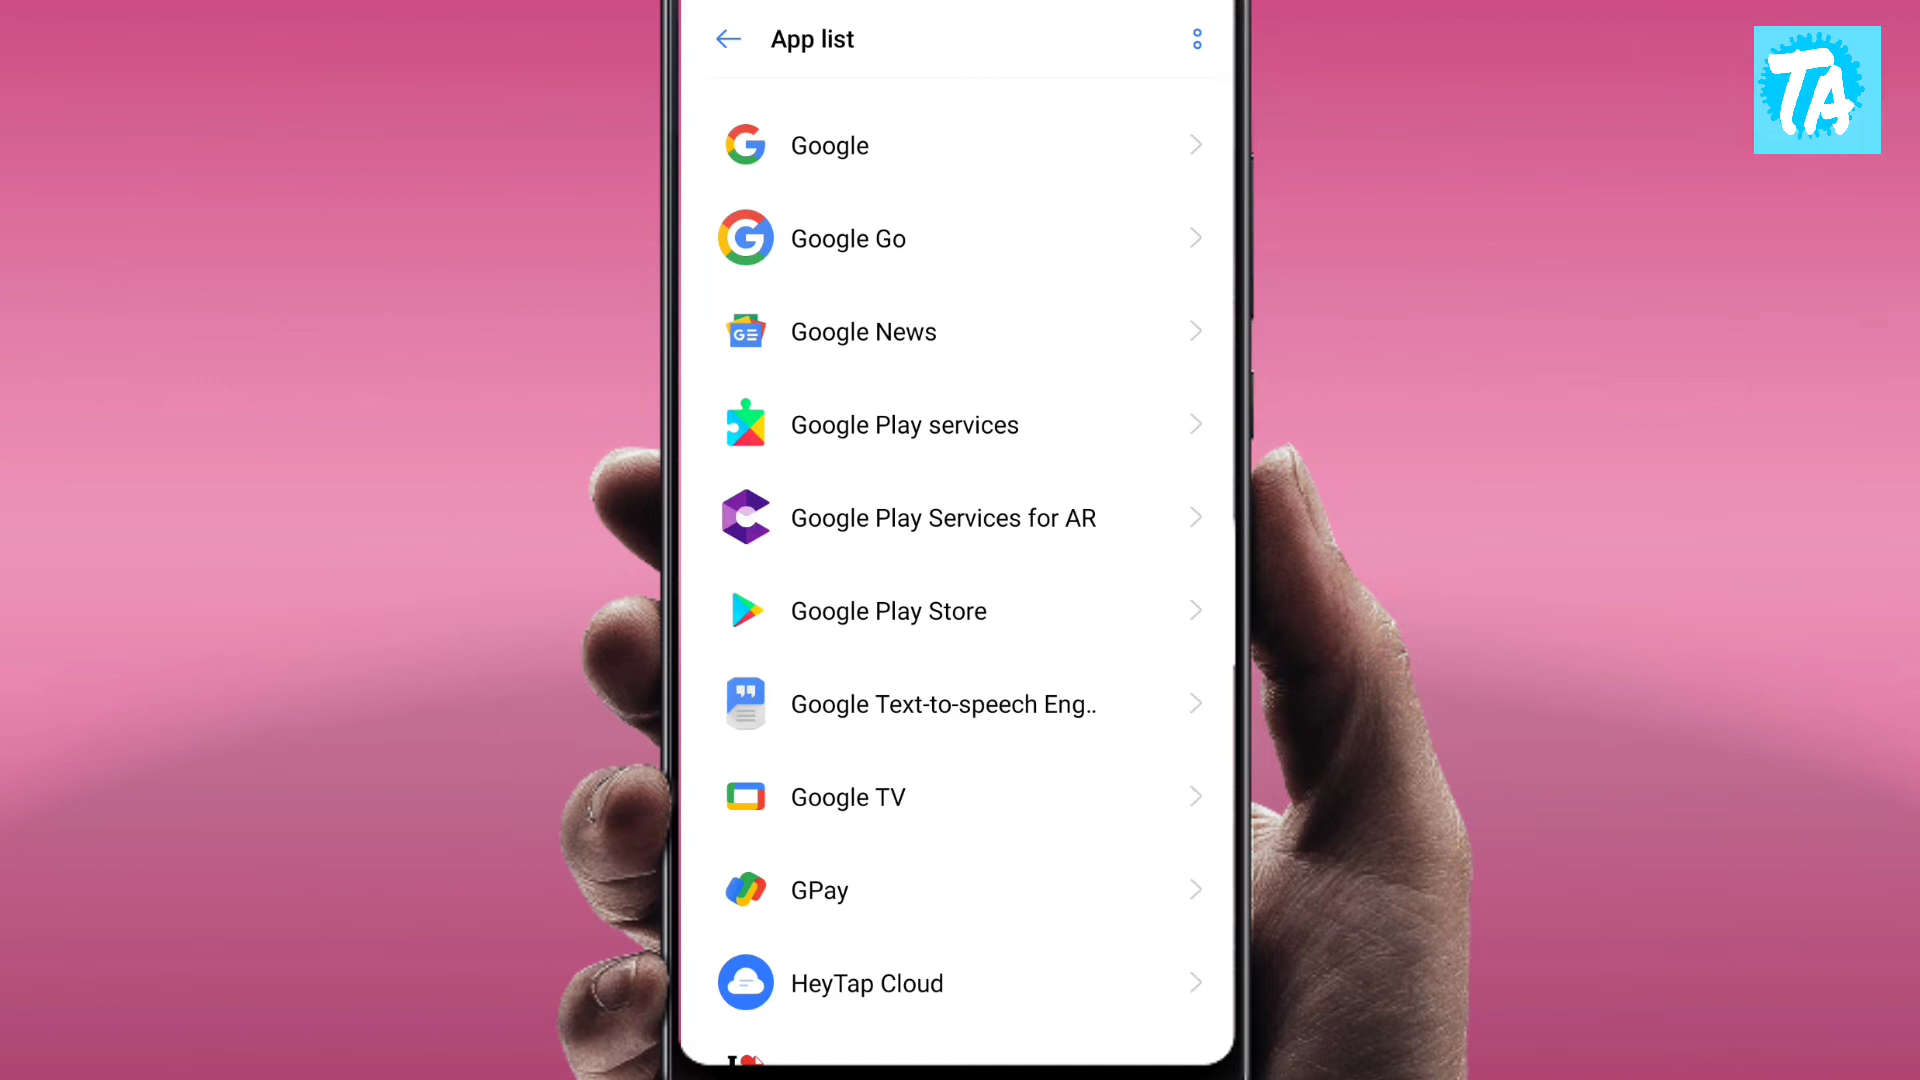 App list
TA
Google
Google Go
Google News
GE
Google Play services
Google Play Services for AR
Google Play Store
Google Text-to-speech Eng..
Google TV
GPay
HeyTap Cloud
I